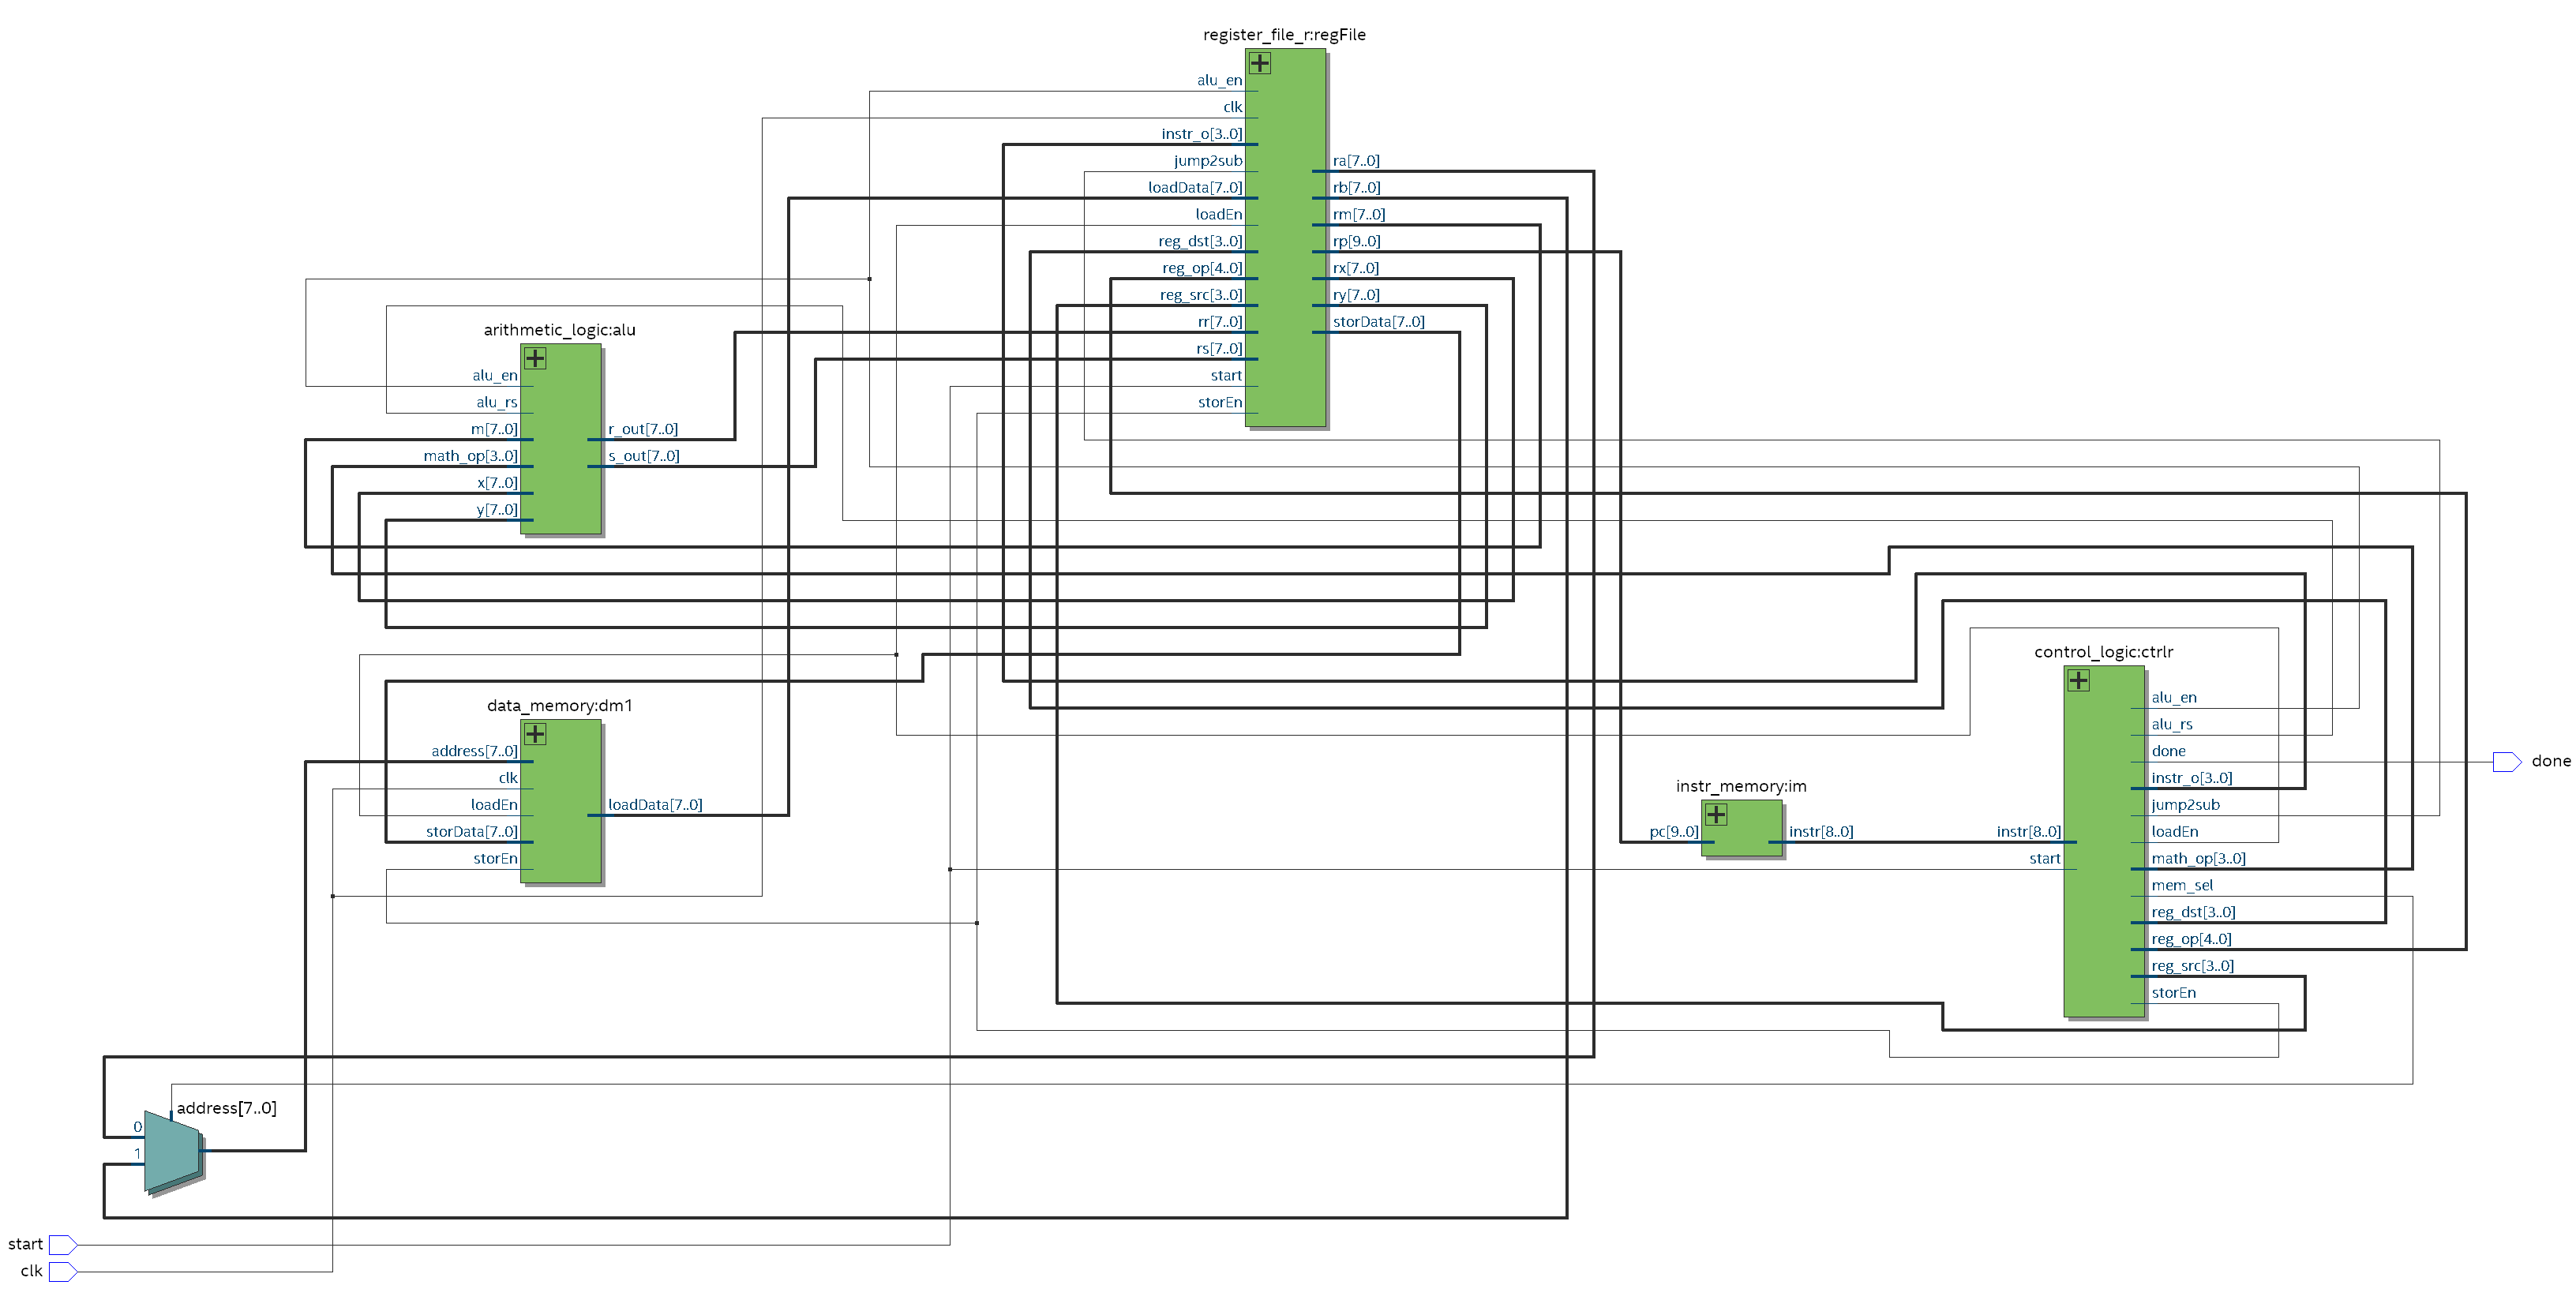 register_file_r:regFile
alu_en
clk
instr_o[3..0]
jump2sub
loadData[7..0]
loadEn
reg_dst[3..0]
reg_op[4..0]
reg_src[3..0]
rr[7..0]
rs[7..0]
start
storEn
ra[7..0]
rb[7..0]
rm[7..0]
rp[9..0]
rx[7..0]
ry[7..0]
storData[7..0]
arithmetic_logic:alu
alu_en
alu_rs
m[7..0]
math_op[3..0]
x[7..0]
y[7..0]
r_out[7..0]
s_out[7..0]
data_memory:dm1
address[7..0]
clk
loadEn
storData[7..0]
storEn
loadData[7..0]
instr_memory:im
pc[9..0]
instr[8..0]
control_logic:ctrlr
instr[8..0]
start
alu_en
alu_rs
done
instr_o[3..0]
jump2sub
loadEn
math_op[3..0]
mem_sel
reg_dst[3..0]
reg_op[4..0]
reg_src[3..0]
storEn
done
address[7..0]
0
1
start
clk